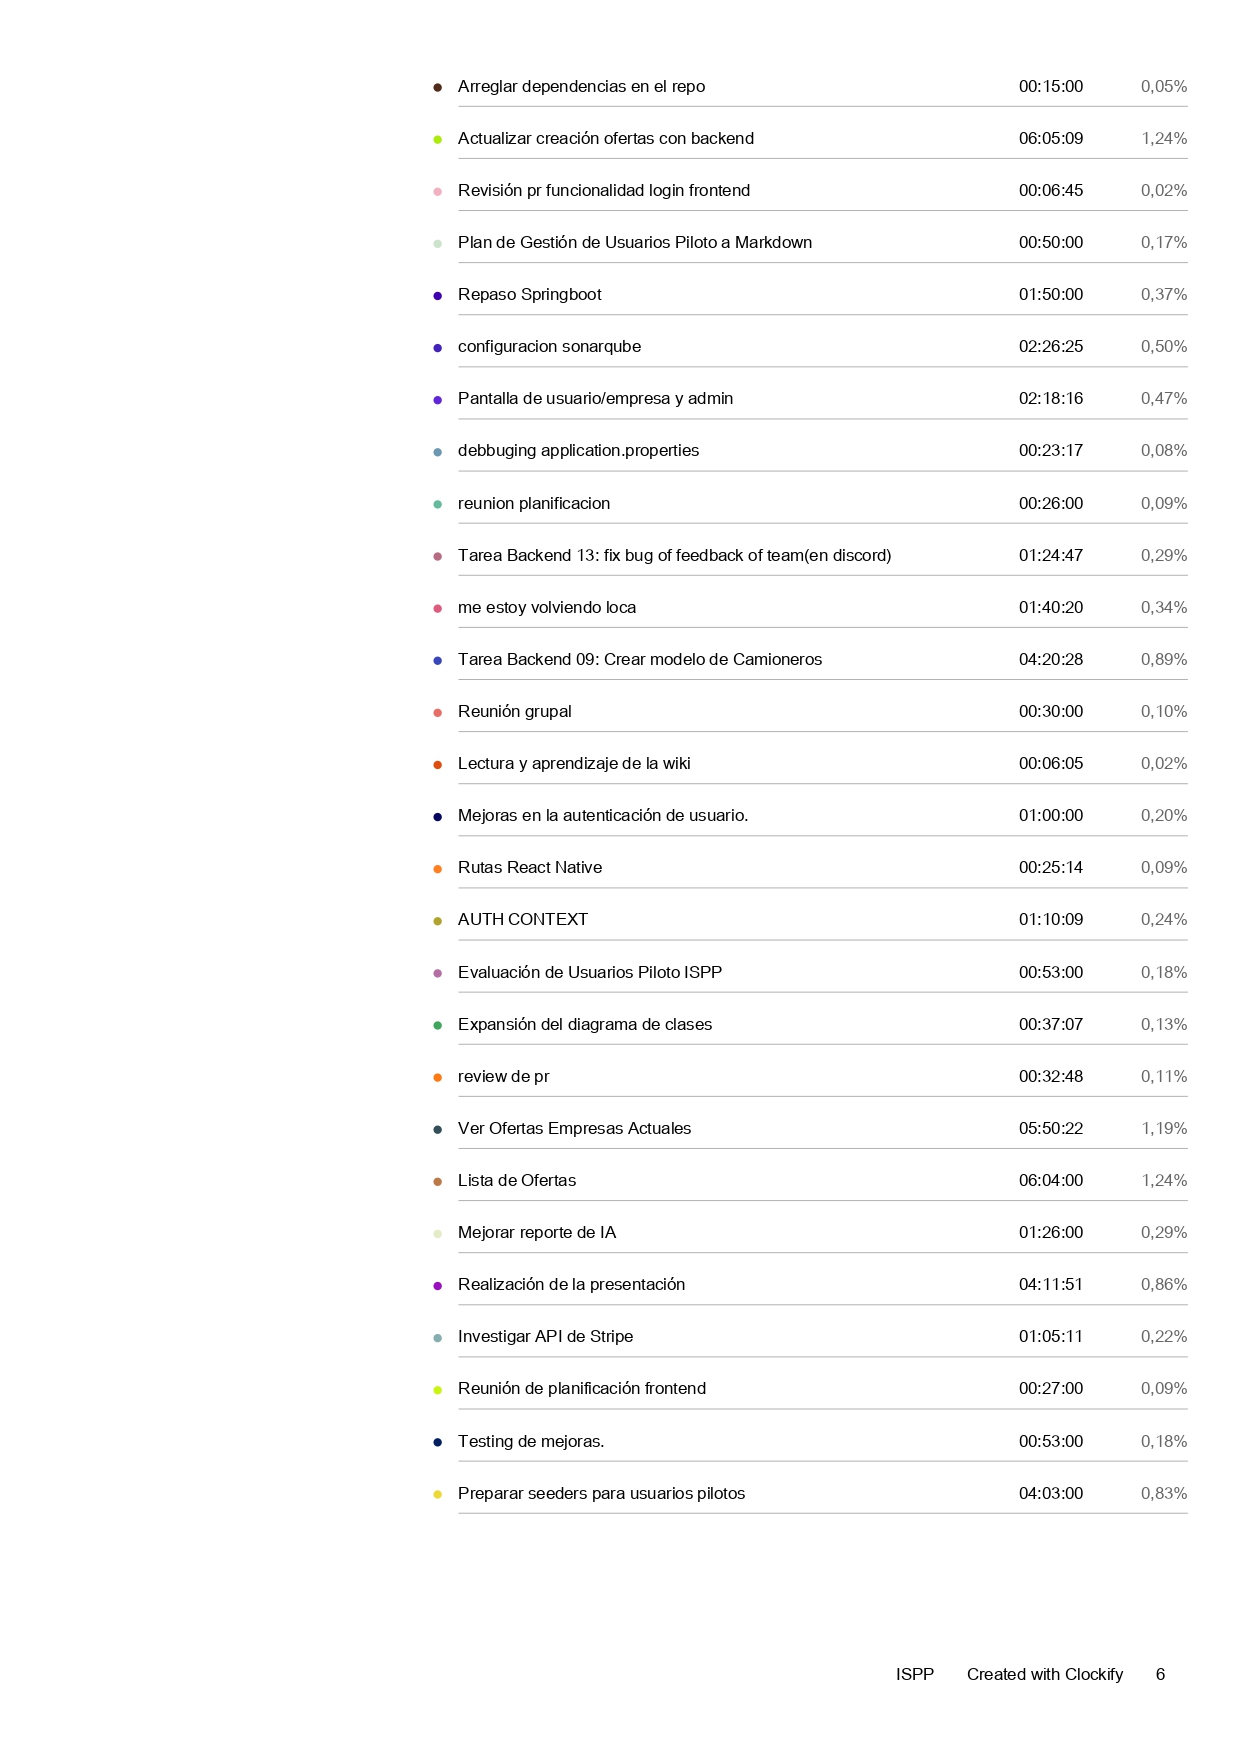 Arreglar dependencias en el repo 00:15:00 0,05%
Actualizar creación ofertas con backend 06:05:09 1,24%
Revisión pr funcionalidad login frontend 00:06:45 0,02%
Plan de Gestión de Usuarios Piloto a Markdown 00:50:00 0,17%
Repaso Springboot 01:50:00 0,37%
configuracion sonarqube 02:26:25 0,50%
Pantalla de usuario/empresa y admin 02:18:16 0,47%
debbuging application.properties 00:23:17 0,08%
reunion planificacion 00:26:00 0,09%
Tarea Backend 13: fix bug of feedback of team(en discord) 01:24:47 0,29%
me estoy volviendo loca 01:40:20 0,34%
Tarea Backend 09: Crear modelo de Camioneros 04:20:28 0,89%
Reunión grupal 00:30:00 0,10%
Lectura y aprendizaje de la wiki 00:06:05 0,02%
Mejoras en la autenticación de usuario. 01:00:00 0,20%
Rutas React Native 00:25:14 0,09%
AUTH CONTEXT 01:10:09 0,24%
Evaluación de Usuarios Piloto ISPP 00:53:00 0,18%
Expansión del diagrama de clases 00:37:07 0,13%
review de pr 00:32:48 0,11%
Ver Ofertas Empresas Actuales 05:50:22 1,19%
Lista de Ofertas 06:04:00 1,24%
Mejorar reporte de IA 01:26:00 0,29%
Realización de la presentación 04:11:51 0,86%
Investigar API de Stripe 01:05:11 0,22%
Reunión de planificación frontend 00:27:00 0,09%
Testing de mejoras. 00:53:00 0,18%
Preparar seeders para usuarios pilotos 04:03:00 0,83%
ISPP Created with Clockify 6